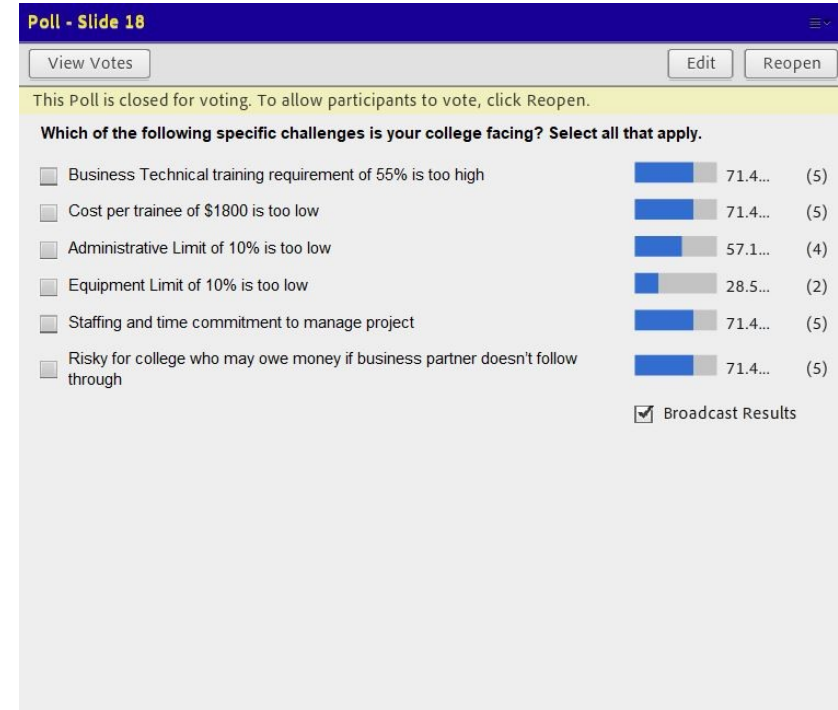 Poll - Slide 18
View Votes
Edit
Reopen
This Poll is closed for voting. To allow participants to vote, click Reopen.
Which of the following specific challenges is your college facing? Select all that apply.
Business Technical training requirement of 55% is too high 71.4... (5)
Cost per trainee of $1800 is too low 71.4... (5)
Administrative Limit of 10% is too low 57.1... (4)
Equipment Limit of 10% is too low 28.5... (2)
Staffing and time commitment to manage project 71.4... (5)
Risky for college who may owe money if business partner doesn't follow
through 71.4... (5)
Broadcast Results